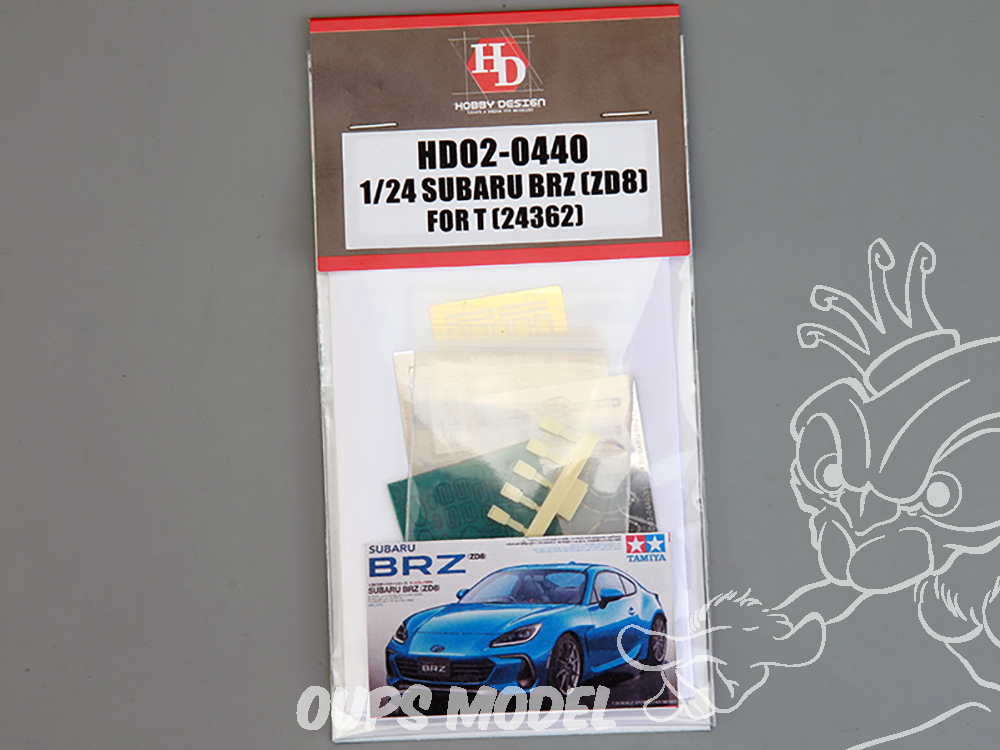 HD
HOBBY DESIGN
HD02-0440
1/24 SUBARU BRZ (ZD8)
FOR T (24362)
SUBARU
BRZ (ZD8)
SUBARU BRZ (ZD8)
TAMIYA
BRZ
OUPS MODEL